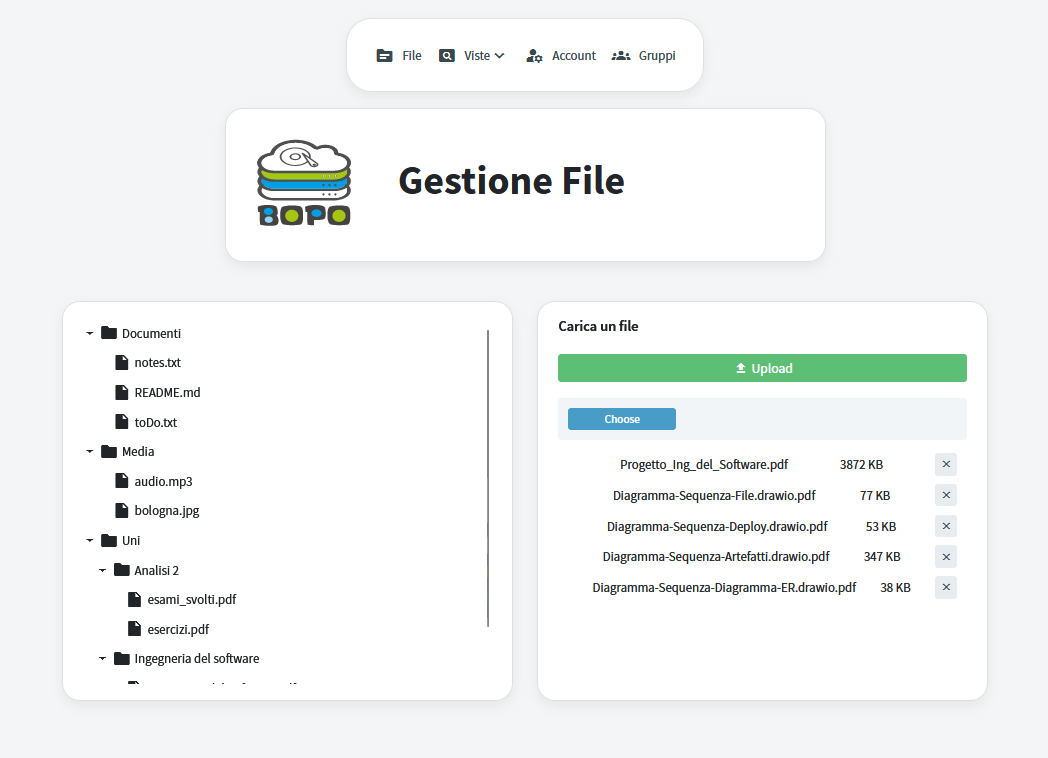 File Viste Account Gruppi
BOPO
Gestione File
Documenti
notes.txt
README.md
toDo.txt
Media
audio.mp3
bologna.jpg
Uni
Analisi 2
esami_svolti.pdf
esercizi.pdf
Ingegneria del software
Carica un file
Upload
Choose
Progetto_Ing_del_Software.pdf 3872 KB
Diagramma-Sequenza-File.drawio.pdf 77 KB
Diagramma-Sequenza-Deploy.drawio.pdf 53 KB
Diagramma-Sequenza-Artefatti.drawio.pdf 347 KB
Diagramma-Sequenza-Diagramma-ER.drawio.pdf 38 KB